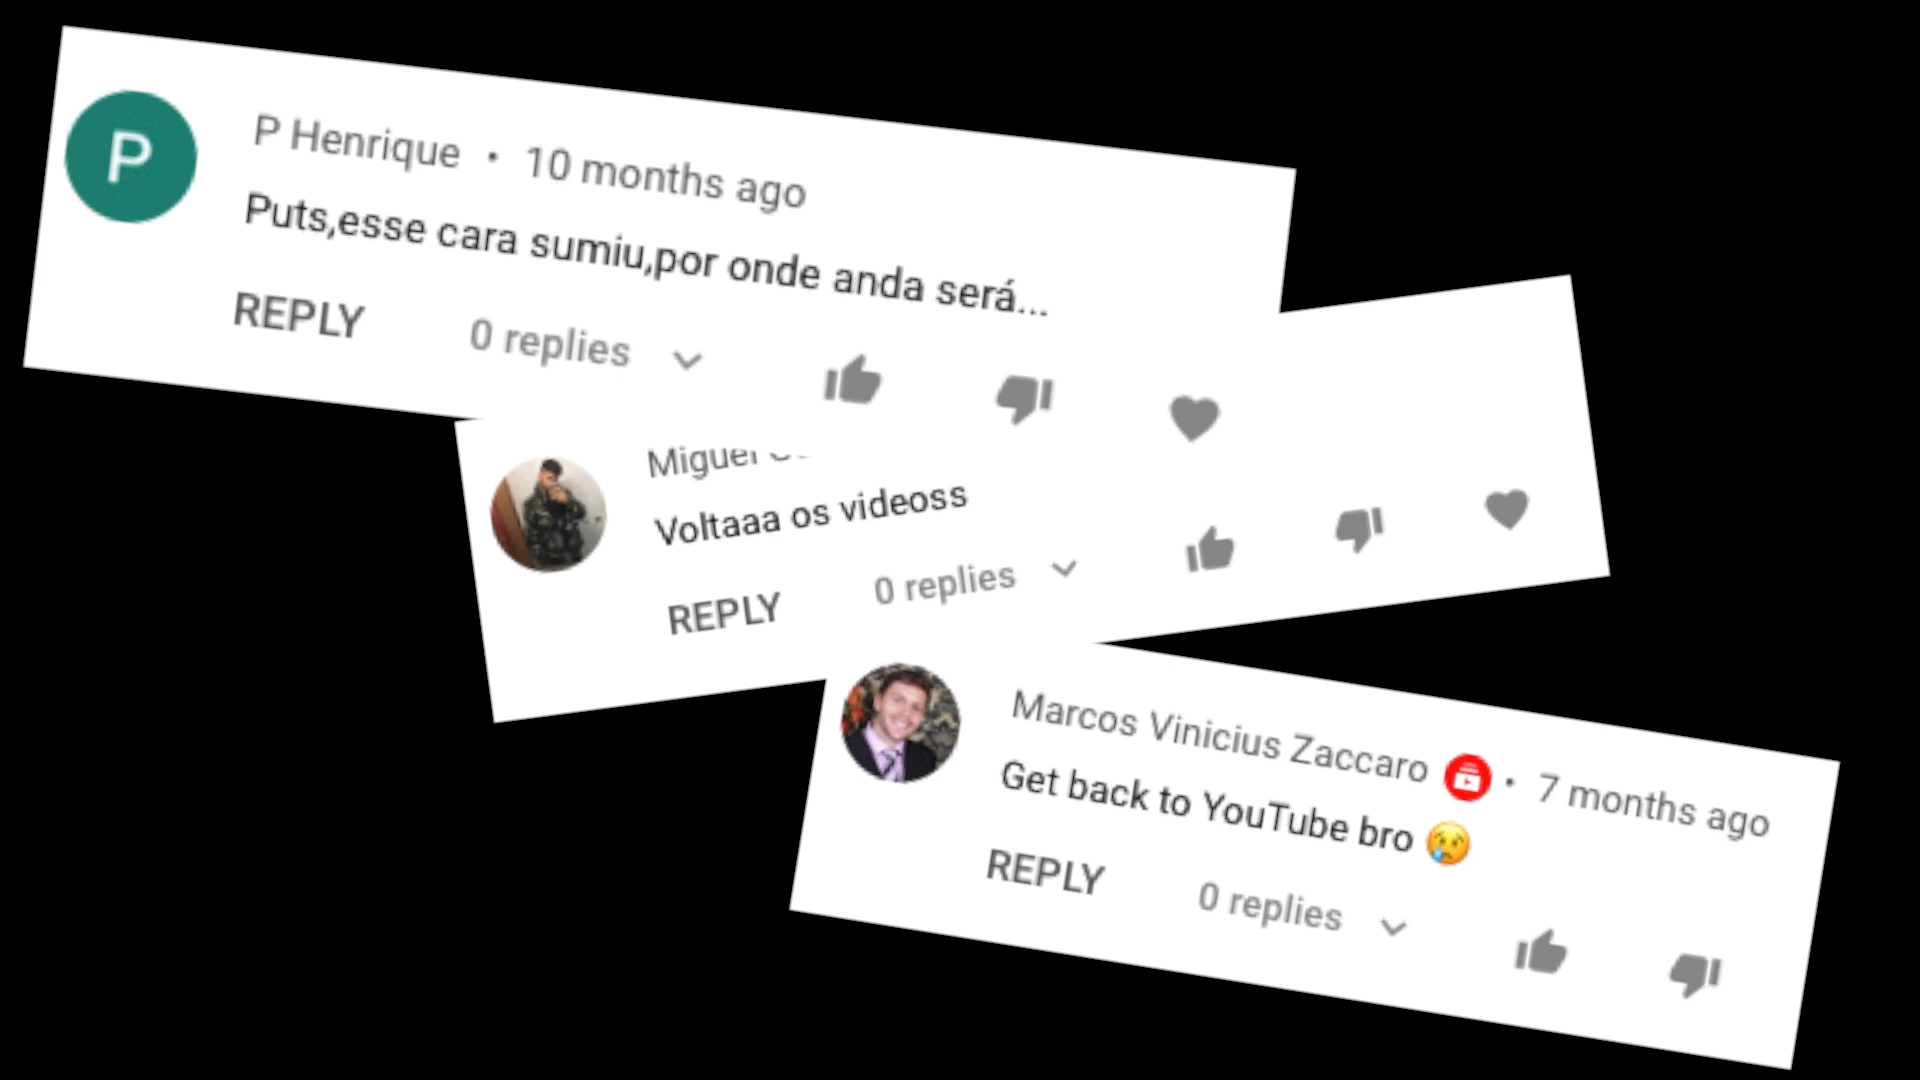 P
P Henrique • 10 months ago
Puts,esse cara sumiu,por onde anda será...
REPLY 0 replies
Miguel
Voltaaa os videoss
REPLY 0 replies
Marcos Vinicius Zaccaro • 7 months ago
Get back to YouTube bro 😢
REPLY 0 replies